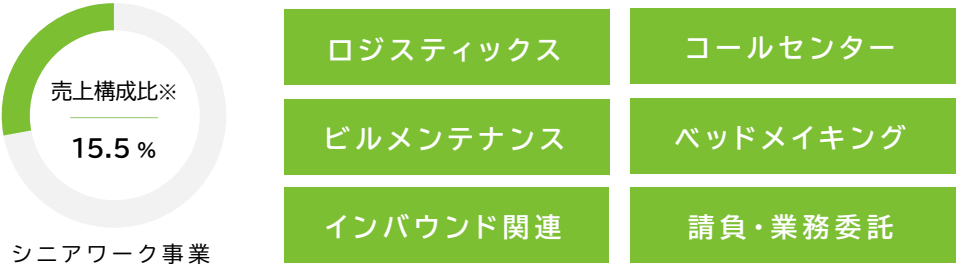 売上構成比※
15.5 %
シニアワーク事業
ロジスティックス
コールセンター
ビルメンテナンス
ベッドメイキング
インバウンド関連
請負・業務委託